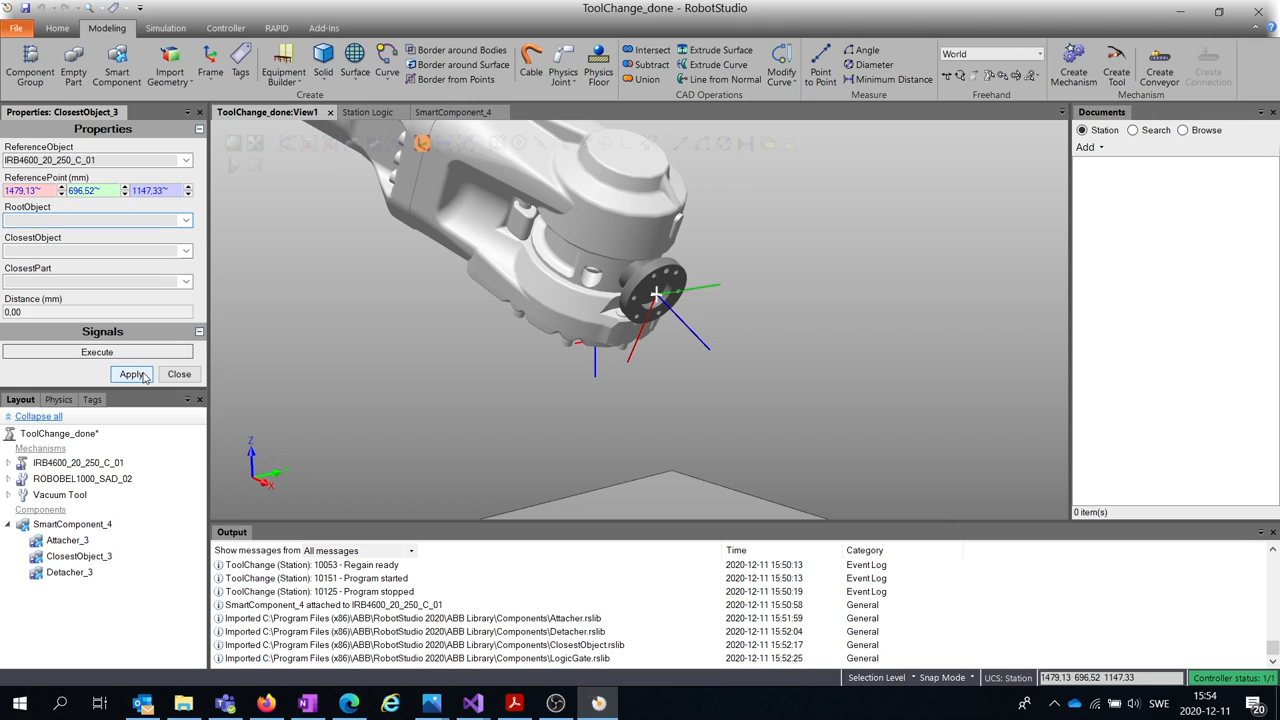 ToolChange_done - RobotStudio
File Home Modeling Simulation Controller RAPID Add-Ins
Component Group
Empty Part
Smart Component
Import Geometry
Frame
Tags
Equipment Builder
Solid
Surface
Curve
Border around Bodies
Border around Surface
Border from Points
Cable
Physics Joint
Physics Floor
Intersect
Subtract
Union
Extrude Surface
Extrude Curve
Line from Normal
Modify Curve
Point to Point
Angle
Diameter
Minimum Distance
World
Create Mechanism
Create Tool
Create Conveyor
Create Connection
Create
CAD Operations
Measure
Freehand
Mechanism
Properties: ClosestObject_3
Properties
ReferenceObject
IRB4600_20_250_C_01
ReferencePoint (mm)
1479,13~ 696,52~ 1147,33~
RootObject
ClosestObject
ClosestPart
Distance (mm)
0,00
Signals
Execute
Apply Close
Layout Physics Tags
Collapse all
ToolChange_done*
Mechanisms
IRB4600_20_250_C_01
ROBOBEL1000_SAD_02
Vacuum Tool
Components
SmartComponent_4
Attacher_3
ClosestObject_3
Detacher_3
ToolChange_done:View1 Station Logic SmartComponent_4
Z
X
Documents
Station Search Browse
Add
0 item(s)
Output
Show messages from All messages Time Category
ToolChange (Station): 10053 - Regain ready 2020-12-11 15:50:13 Event Log
ToolChange (Station): 10151 - Program started 2020-12-11 15:50:13 Event Log
ToolChange (Station): 10125 - Program stopped 2020-12-11 15:50:19 Event Log
SmartComponent_4 attached to IRB4600_20_250_C_01 2020-12-11 15:50:58 General
Imported C:\Program Files (x86)\ABB\RobotStudio 2020\ABB Library\Components\Attacher.rslib 2020-12-11 15:51:59 General
Imported C:\Program Files (x86)\ABB\RobotStudio 2020\ABB Library\Components\Detacher.rslib 2020-12-11 15:52:04 General
Imported C:\Program Files (x86)\ABB\RobotStudio 2020\ABB Library\Components\ClosestObject.rslib 2020-12-11 15:52:17 General
Imported C:\Program Files (x86)\ABB\RobotStudio 2020\ABB Library\Components\LogicGate.rslib 2020-12-11 15:52:25 General
Selection Level Snap Mode UCS: Station 1479,13 696,52 1147,33 Controller status: 1/1
SWE
15:54
2020-12-11
20